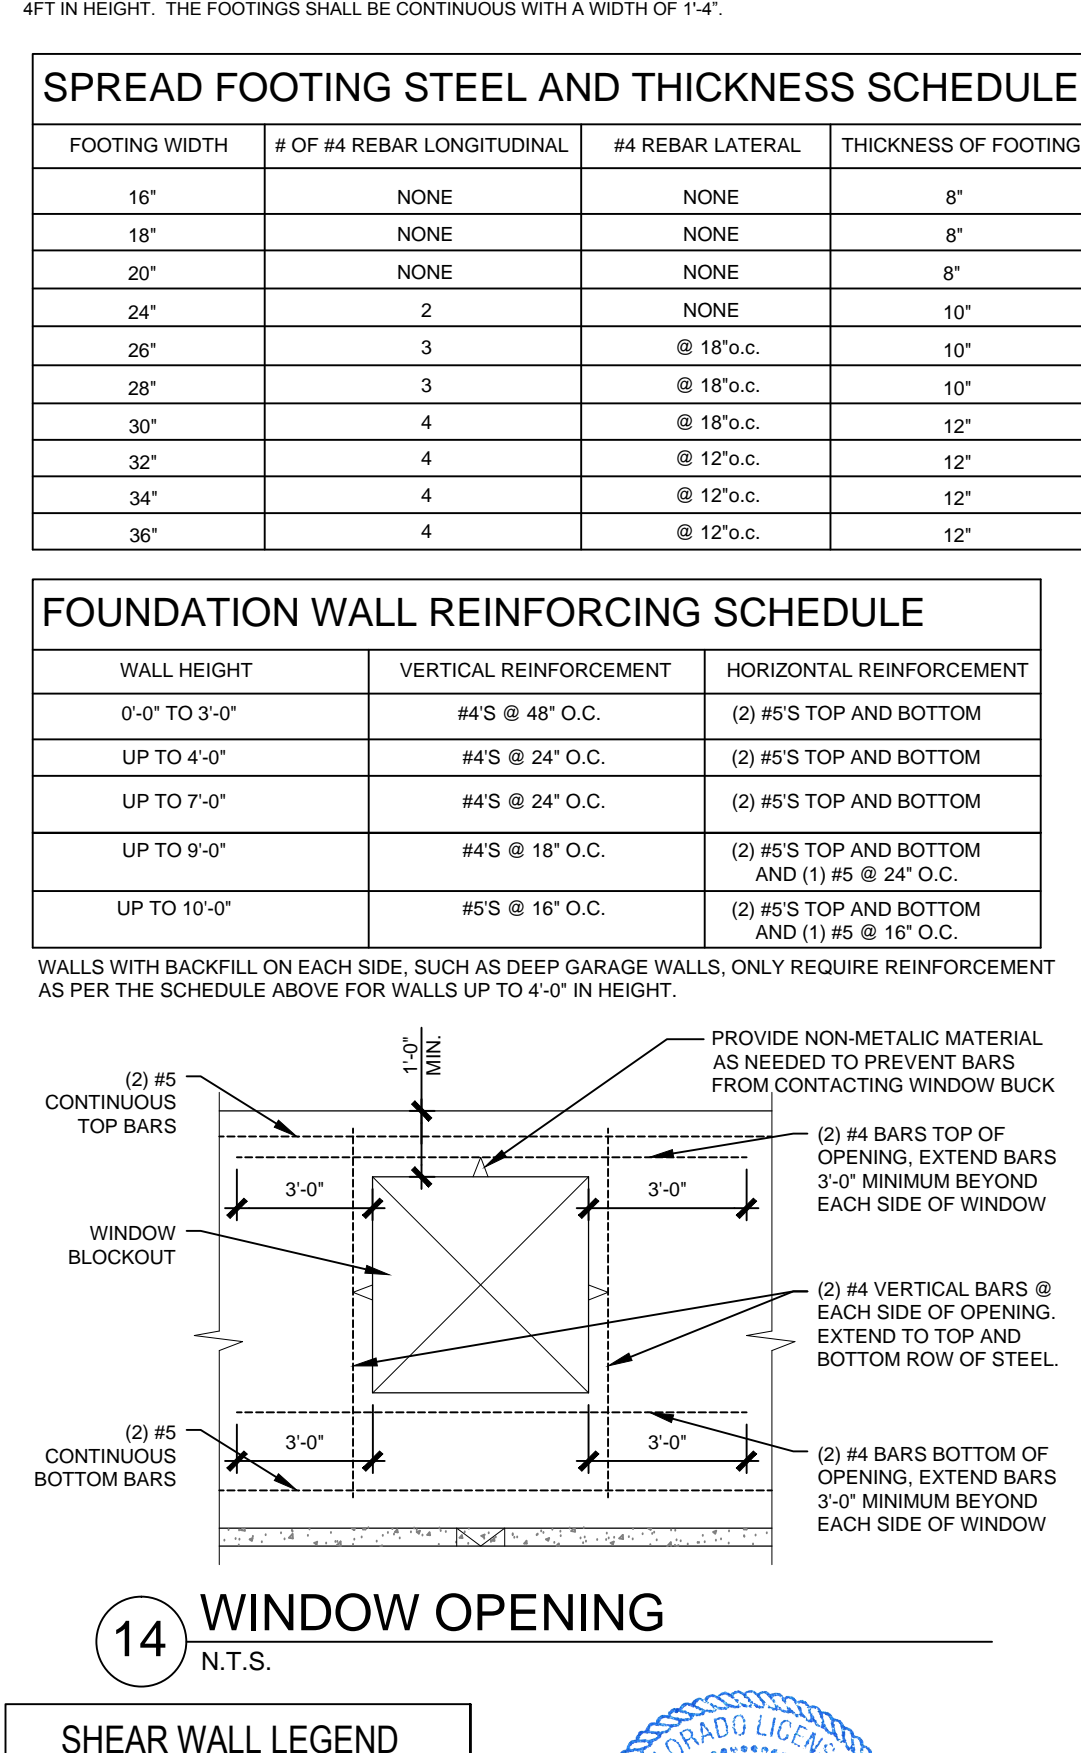 4FT IN HEIGHT. THE FOOTINGS SHALL BE CONTINUOUS WITH A WIDTH OF 1'-4”.
SPREAD FOOTING STEEL AND THICKNESS SCHEDULE
FOOTING WIDTH # OF #4 REBAR LONGITUDINAL #4 REBAR LATERAL THICKNESS OF FOOTING
16" NONE NONE 8"
18" NONE NONE 8"
20" NONE NONE 8"
24" 2 NONE 10"
26" 3 @ 18"o.c. 10"
28" 3 @ 18"o.c. 10"
30" 4 @ 18"o.c. 12"
32" 4 @ 12"o.c. 12"
34" 4 @ 12"o.c. 12"
36" 4 @ 12"o.c. 12"
FOUNDATION WALL REINFORCING SCHEDULE
WALL HEIGHT VERTICAL REINFORCEMENT HORIZONTAL REINFORCEMENT
0'-0" TO 3'-0" #4'S @ 48" O.C. (2) #5'S TOP AND BOTTOM
UP TO 4'-0" #4'S @ 24" O.C. (2) #5'S TOP AND BOTTOM
UP TO 7'-0" #4'S @ 24" O.C. (2) #5'S TOP AND BOTTOM
UP TO 9'-0" #4'S @ 18" O.C. (2) #5'S TOP AND BOTTOM
AND (1) #5 @ 24" O.C.
UP TO 10'-0" #5'S @ 16" O.C. (2) #5'S TOP AND BOTTOM
AND (1) #5 @ 16" O.C.
WALLS WITH BACKFILL ON EACH SIDE, SUCH AS DEEP GARAGE WALLS, ONLY REQUIRE REINFORCEMENT
AS PER THE SCHEDULE ABOVE FOR WALLS UP TO 4'-0" IN HEIGHT.
1'-0"
MIN.
PROVIDE NON-METALIC MATERIAL
AS NEEDED TO PREVENT BARS
FROM CONTACTING WINDOW BUCK
(2) #5
CONTINUOUS
TOP BARS
(2) #4 BARS TOP OF
OPENING, EXTEND BARS
3'-0" MINIMUM BEYOND
EACH SIDE OF WINDOW
3'-0"
3'-0"
WINDOW
BLOCKOUT
(2) #4 VERTICAL BARS @
EACH SIDE OF OPENING.
EXTEND TO TOP AND
BOTTOM ROW OF STEEL.
(2) #5
CONTINUOUS
BOTTOM BARS
3'-0"
3'-0"
(2) #4 BARS BOTTOM OF
OPENING, EXTEND BARS
3'-0" MINIMUM BEYOND
EACH SIDE OF WINDOW
14 WINDOW OPENING
N.T.S.
SHEAR WALL LEGEND
ORADO LICENS